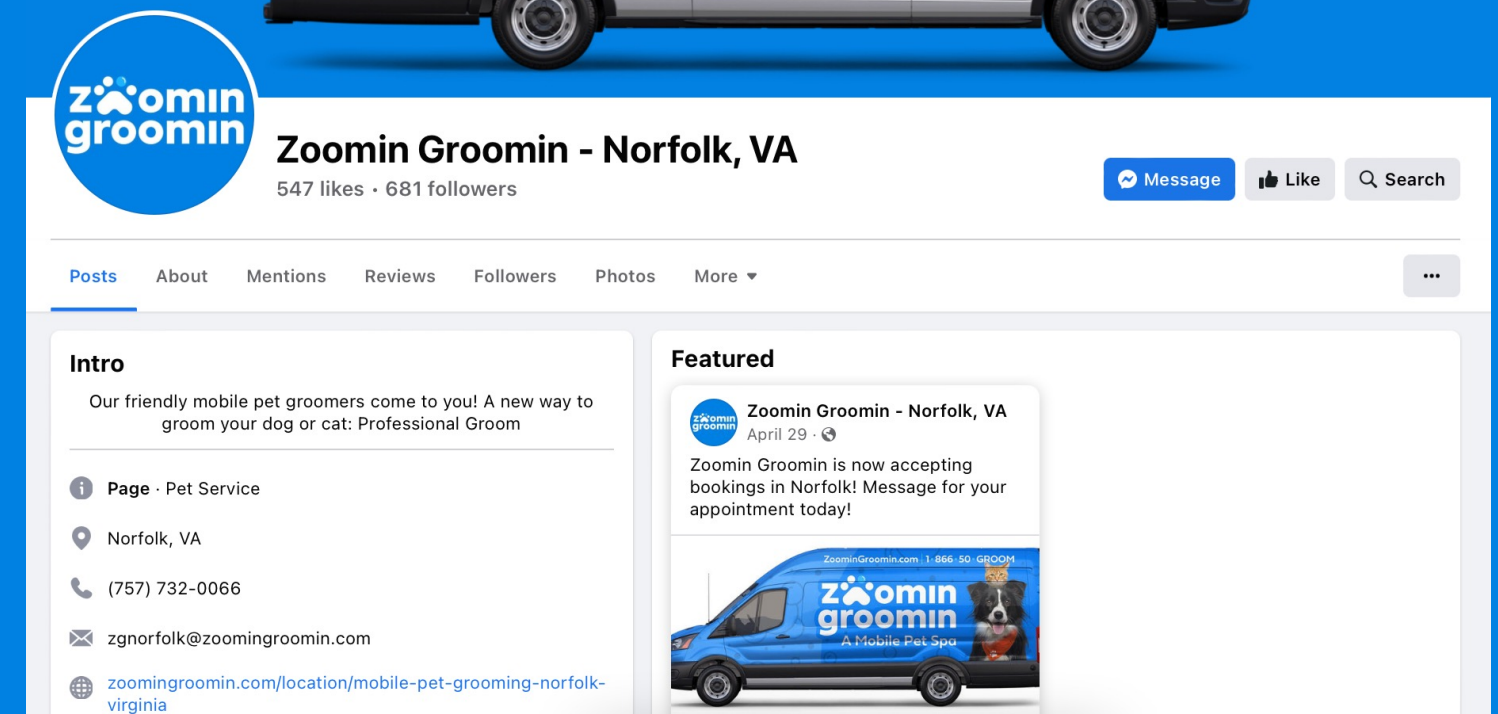 zoomin
groomin
Zoomin Groomin - Norfolk, VA
547 likes • 681 followers
Message
Like
Search
Posts
About
Mentions
Reviews
Followers
Photos
More
Intro
Our friendly mobile pet groomers come to you! A new way to
groom your dog or cat: Professional Groom
Page · Pet Service
Norfolk, VA
(757) 732-0066
zgnorfolk@zoomingroomin.com
zoomingroomin.com/location/mobile-pet-grooming-norfolk-
virginia
Featured
zoomin
groomin
Zoomin Groomin - Norfolk, VA
April 29 ·
Zoomin Groomin is now accepting
bookings in Norfolk! Message for your
appointment today!
ZoominGroomin.com | 1-866-50-GROOM
zoomin
groomin
A Mobile Pet Spa